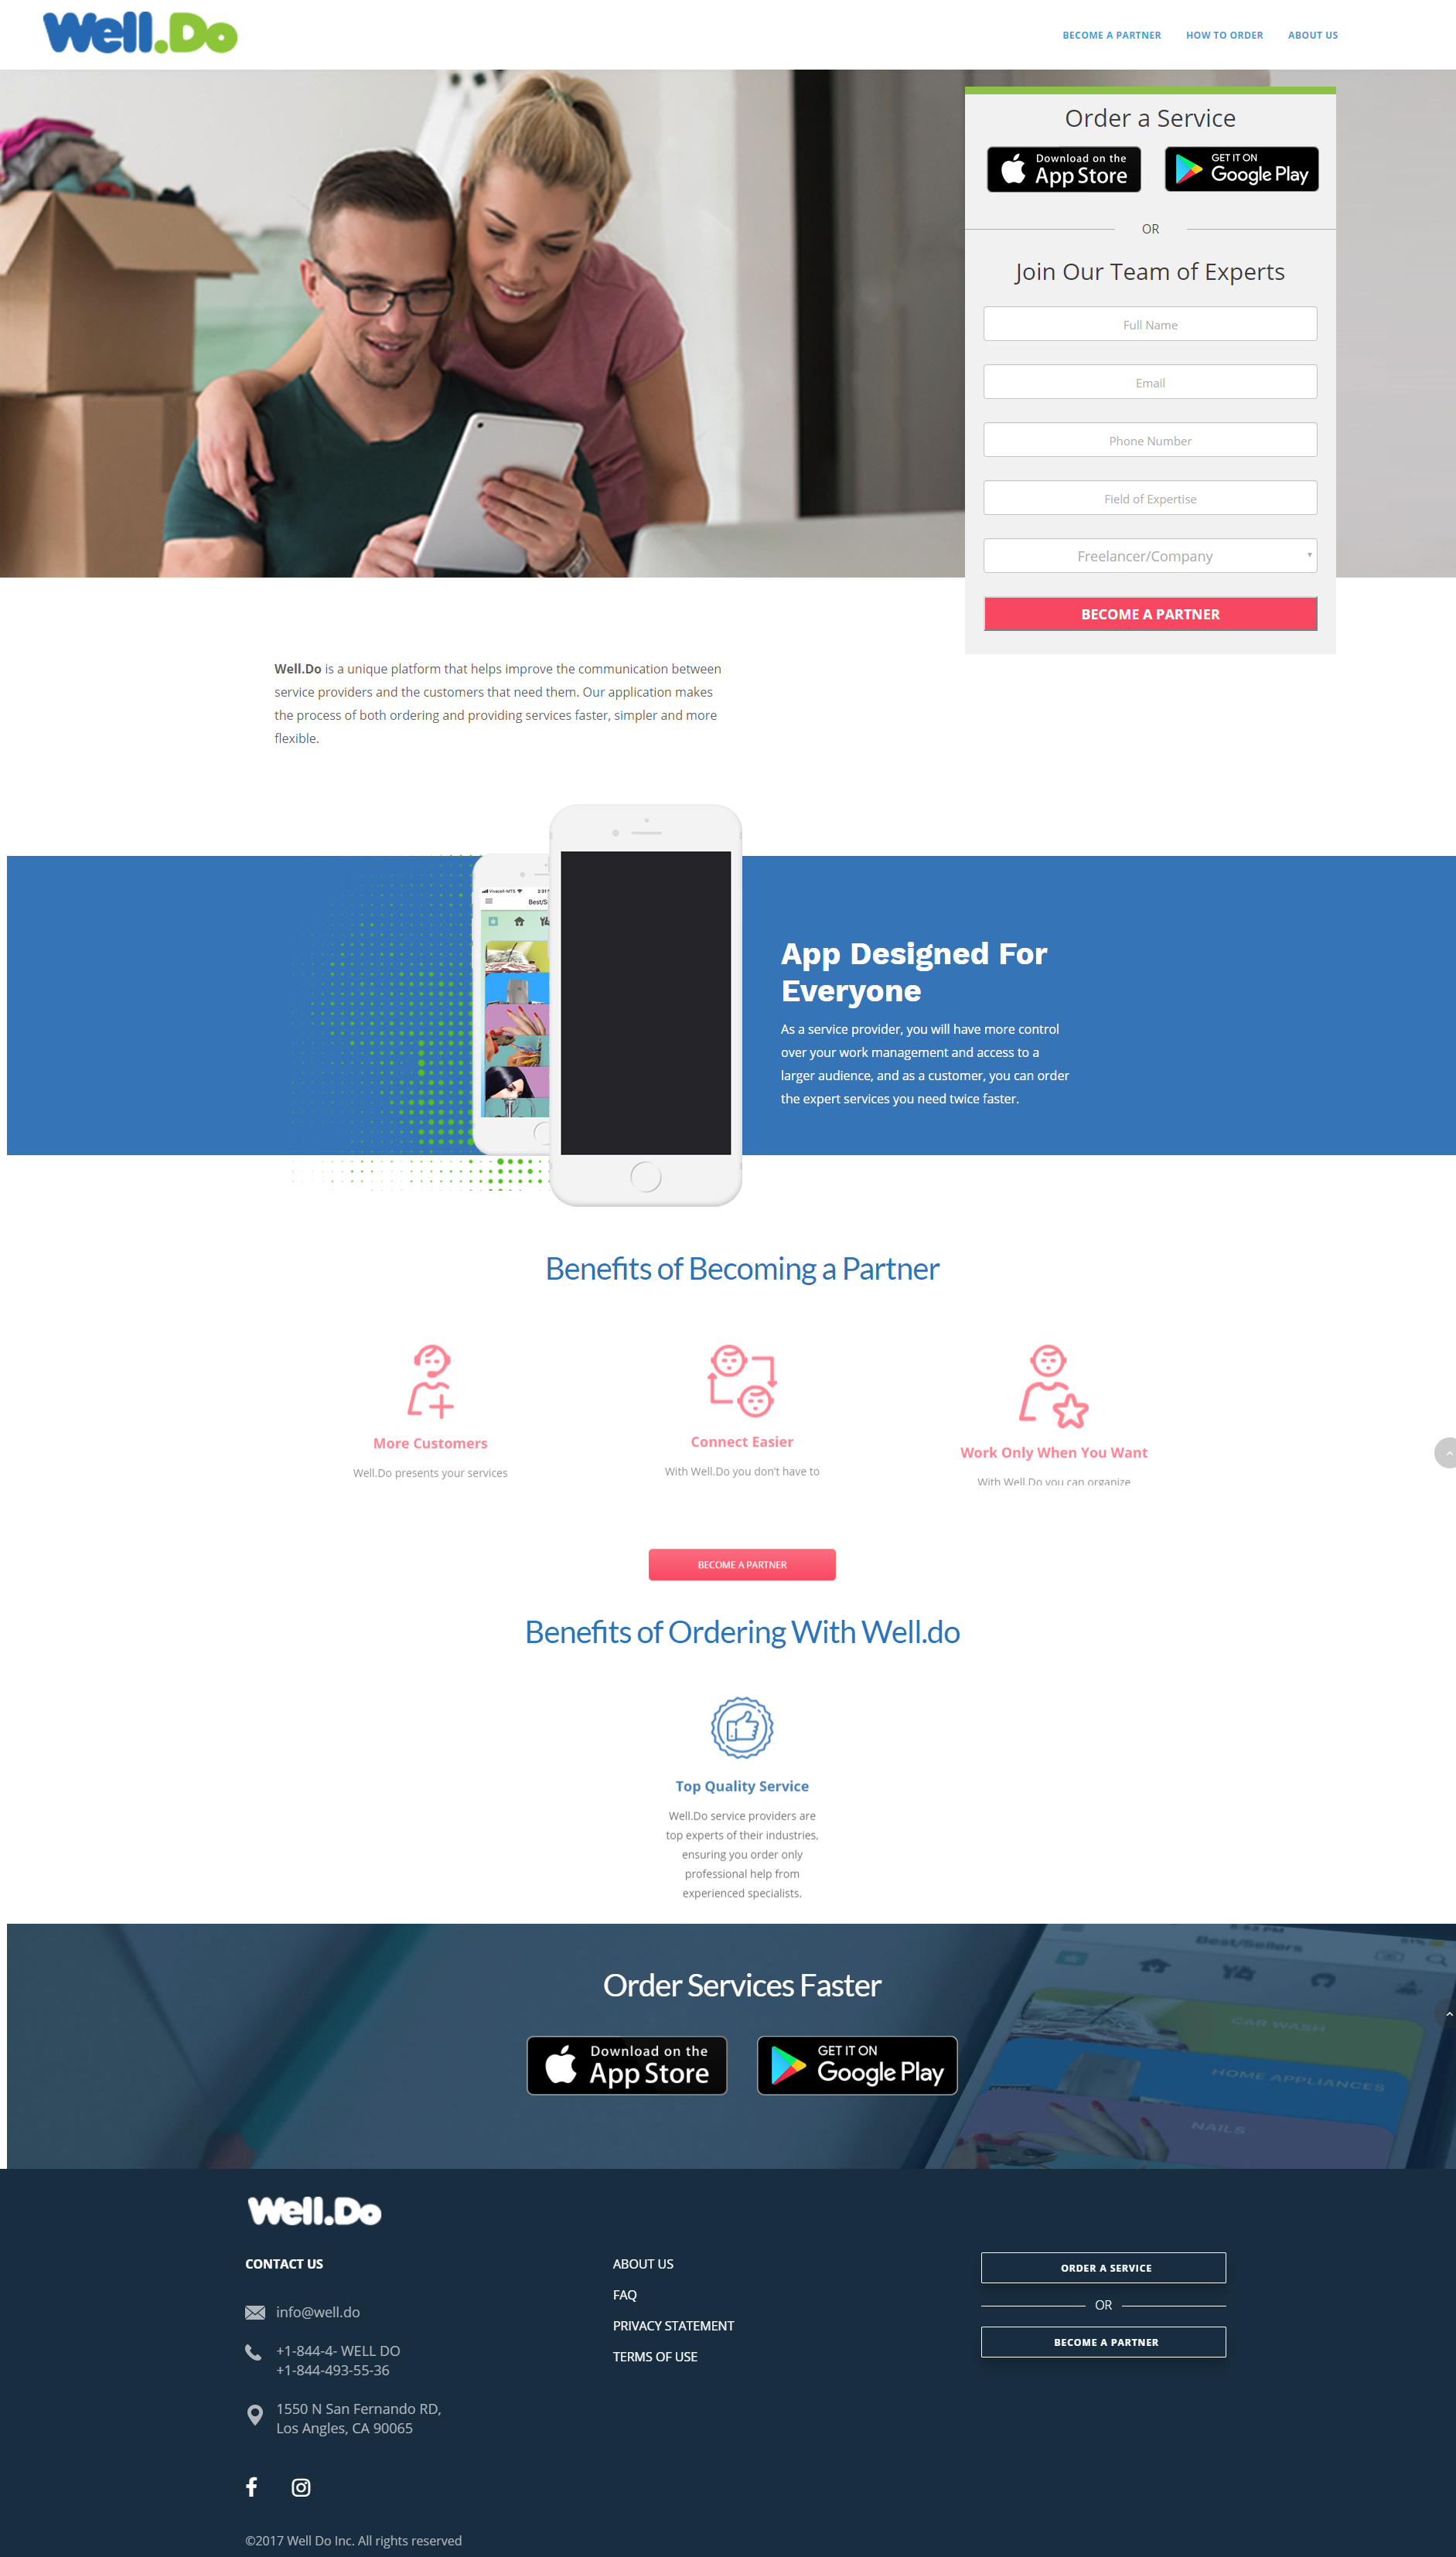 Well.Do
BECOME A PARTNER
HOW TO ORDER
ABOUT US
Order a Service
Download on the
App Store
GET IT ON
Google Play
OR
Join Our Team of Experts
Full Name
Email
Phone Number
Field of Expertise
Freelancer/Company
BECOME A PARTNER
Well.Do is a unique platform that helps improve the communication between
service providers and the customers that need them. Our application makes
the process of both ordering and providing services faster, simpler and more
flexible.
Vivacell-MTS
Best/S
App Designed For
Everyone
As a service provider, you will have more control
over your work management and access to a
larger audience, and as a customer, you can order
the expert services you need twice faster.
Benefits of Becoming a Partner
More Customers
Well.Do presents your services
Connect Easier
With Well.Do you don't have to
Work Only When You Want
With Well.Do you can organize
BECOME A PARTNER
Benefits of Ordering With Well.do
Top Quality Service
Well.Do service providers are
top experts of their industries,
ensuring you order only
professional help from
experienced specialists.
Order Services Faster
Download on the
App Store
GET IT ON
Google Play
Best/Sellers
CAR WASH
HOME APPLIANCES
NAILS
Well.Do
CONTACT US
info@well.do
+1-844-4- WELL DO
+1-844-493-55-36
1550 N San Fernando RD,
Los Angles, CA 90065
ABOUT US
FAQ
PRIVACY STATEMENT
TERMS OF USE
ORDER A SERVICE
OR
BECOME A PARTNER
©2017 Well Do Inc. All rights reserved